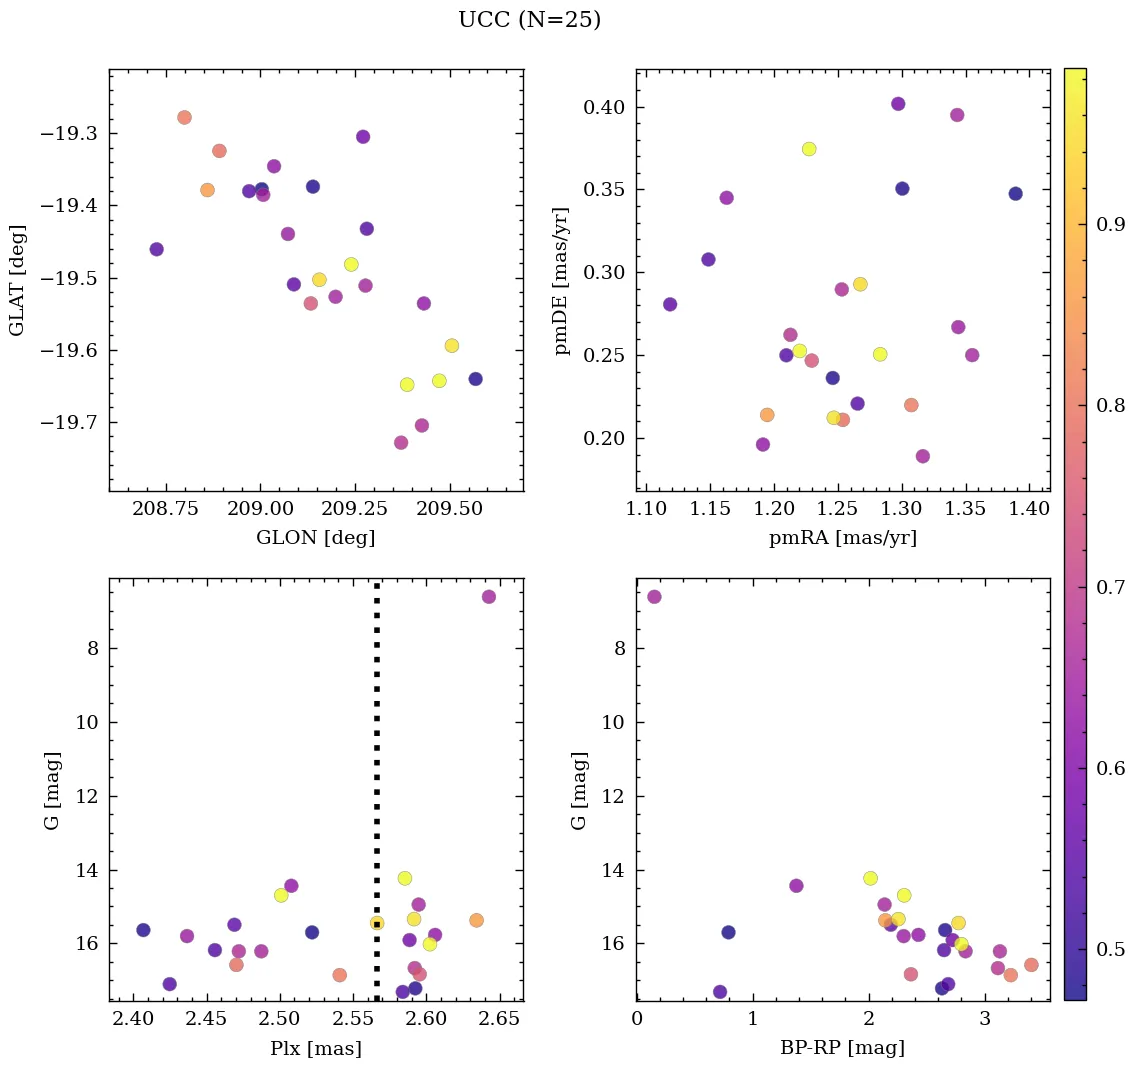 UCC (N=25)
−19.3
−19.4
−19.5
−19.6
−19.7
GLAT [deg]
208.75 209.00 209.25 209.50
GLON [deg]
0.40
0.35
0.30
0.25
0.20
pmDE [mas/yr]
1.10 1.15 1.20 1.25 1.30 1.35 1.40
pmRA [mas/yr]
8
10
12
14
16
G [mag]
2.40 2.45 2.50 2.55 2.60 2.65
Plx [mas]
8
10
12
14
16
G [mag]
0 1 2 3
BP-RP [mag]
0.9
0.8
0.7
0.6
0.5